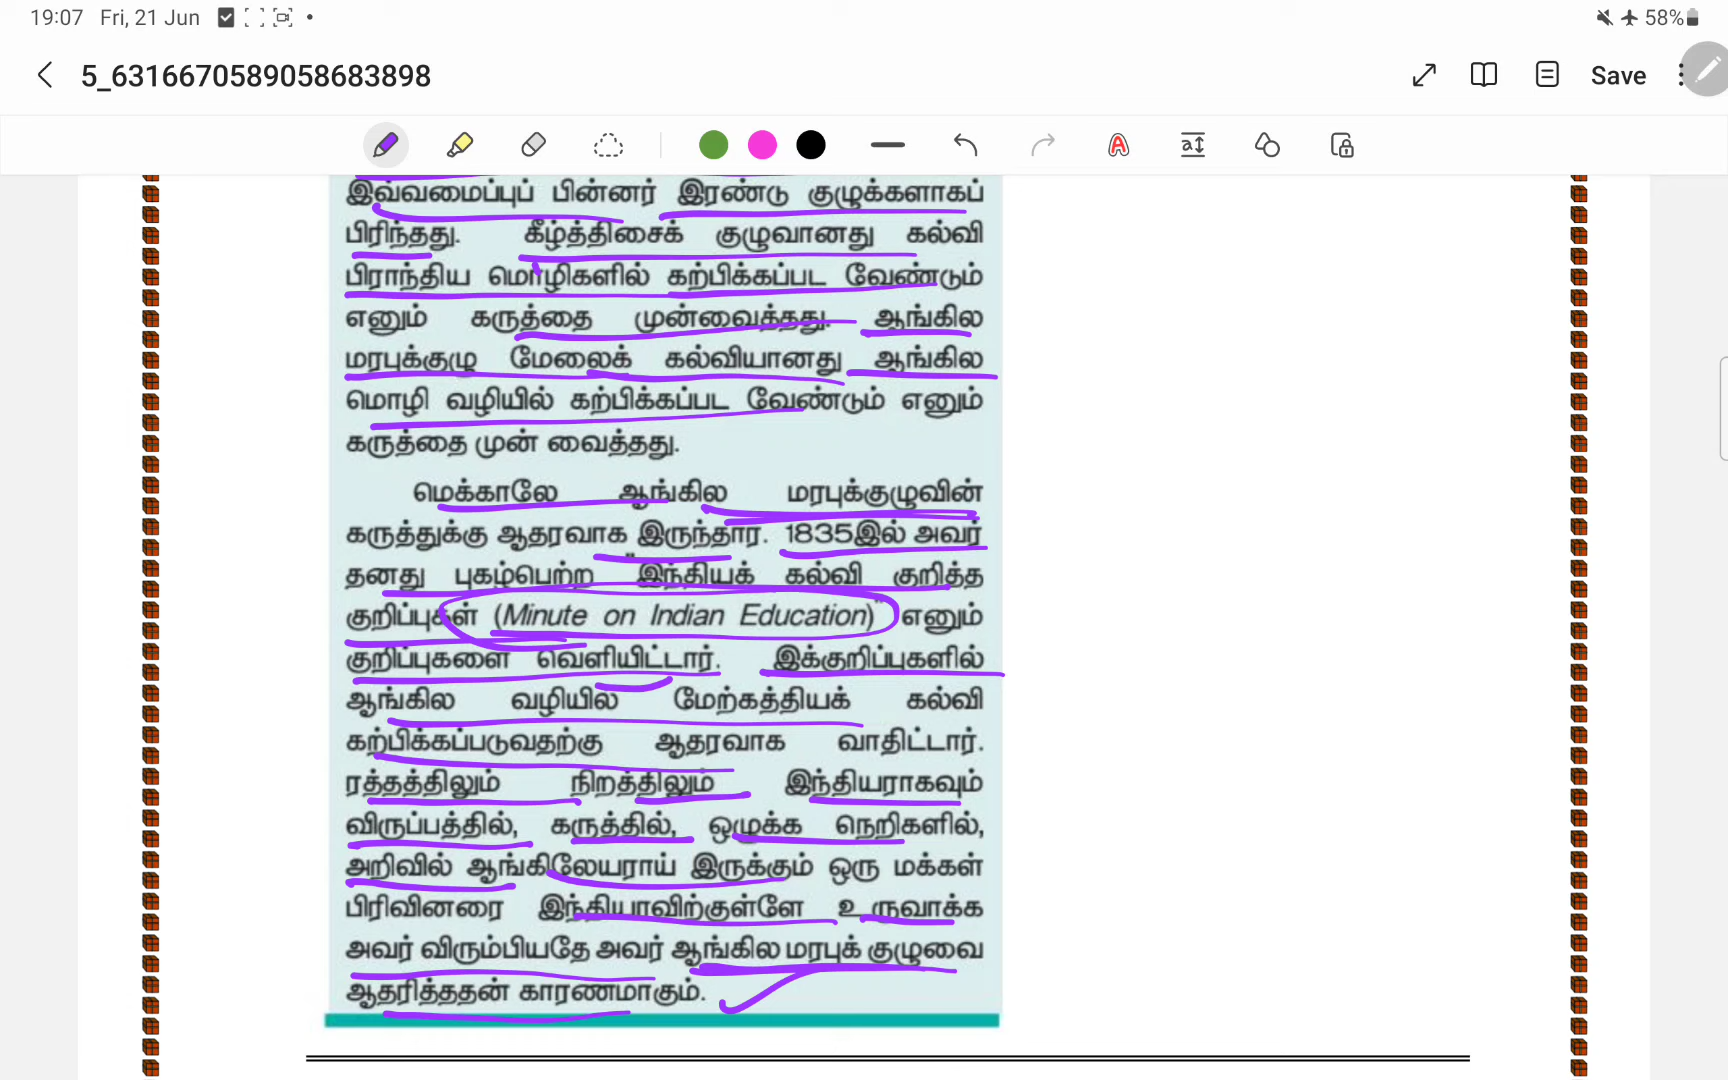 19:07 Fri, 21 Jun
58%
5_6316670589058683898
Save
இவ்வமைப்புப் பின்னர் இரண்டு குழுக்களாகப்
பிரிந்தது. கீழ்த்திசைக் குழுவானது கல்வி
பிராந்திய மொழிகளில் கற்பிக்கப்பட வேண்டும்
எனும் கருத்தை முன்வைத்தது. ஆங்கில
மரபுக்குழு மேலைக் கல்வியானது ஆங்கில
மொழி வழியில் கற்பிக்கப்பட வேண்டும் எனும்
கருத்தை முன் வைத்தது.
மெக்காலே ஆங்கில மரபுக்குழுவின்
கருத்துக்கு ஆதரவாக இருந்தார். 1835இல் அவர்
தனது புகழ்பெற்ற "இந்தியக் கல்வி குறித்த
குறிப்புகள் (Minute on Indian Education)" எனும்
குறிப்புகளை வெளியிட்டார். இக்குறிப்புகளில்
ஆங்கில வழியில் மேற்கத்தியக் கல்வி
கற்பிக்கப்படுவதற்கு ஆதரவாக வாதிட்டார்.
ரத்தத்திலும் நிறத்திலும் இந்தியராகவும்
விருப்பத்தில், கருத்தில், ஒழுக்க நெறிகளில்,
அறிவில் ஆங்கிலேயராய் இருக்கும் ஒரு மக்கள்
பிரிவினரை இந்தியாவிற்குள்ளே உருவாக்க
அவர் விரும்பியதே அவர் ஆங்கில மரபுக் குழுவை
ஆதரித்ததன் காரணமாகும்.